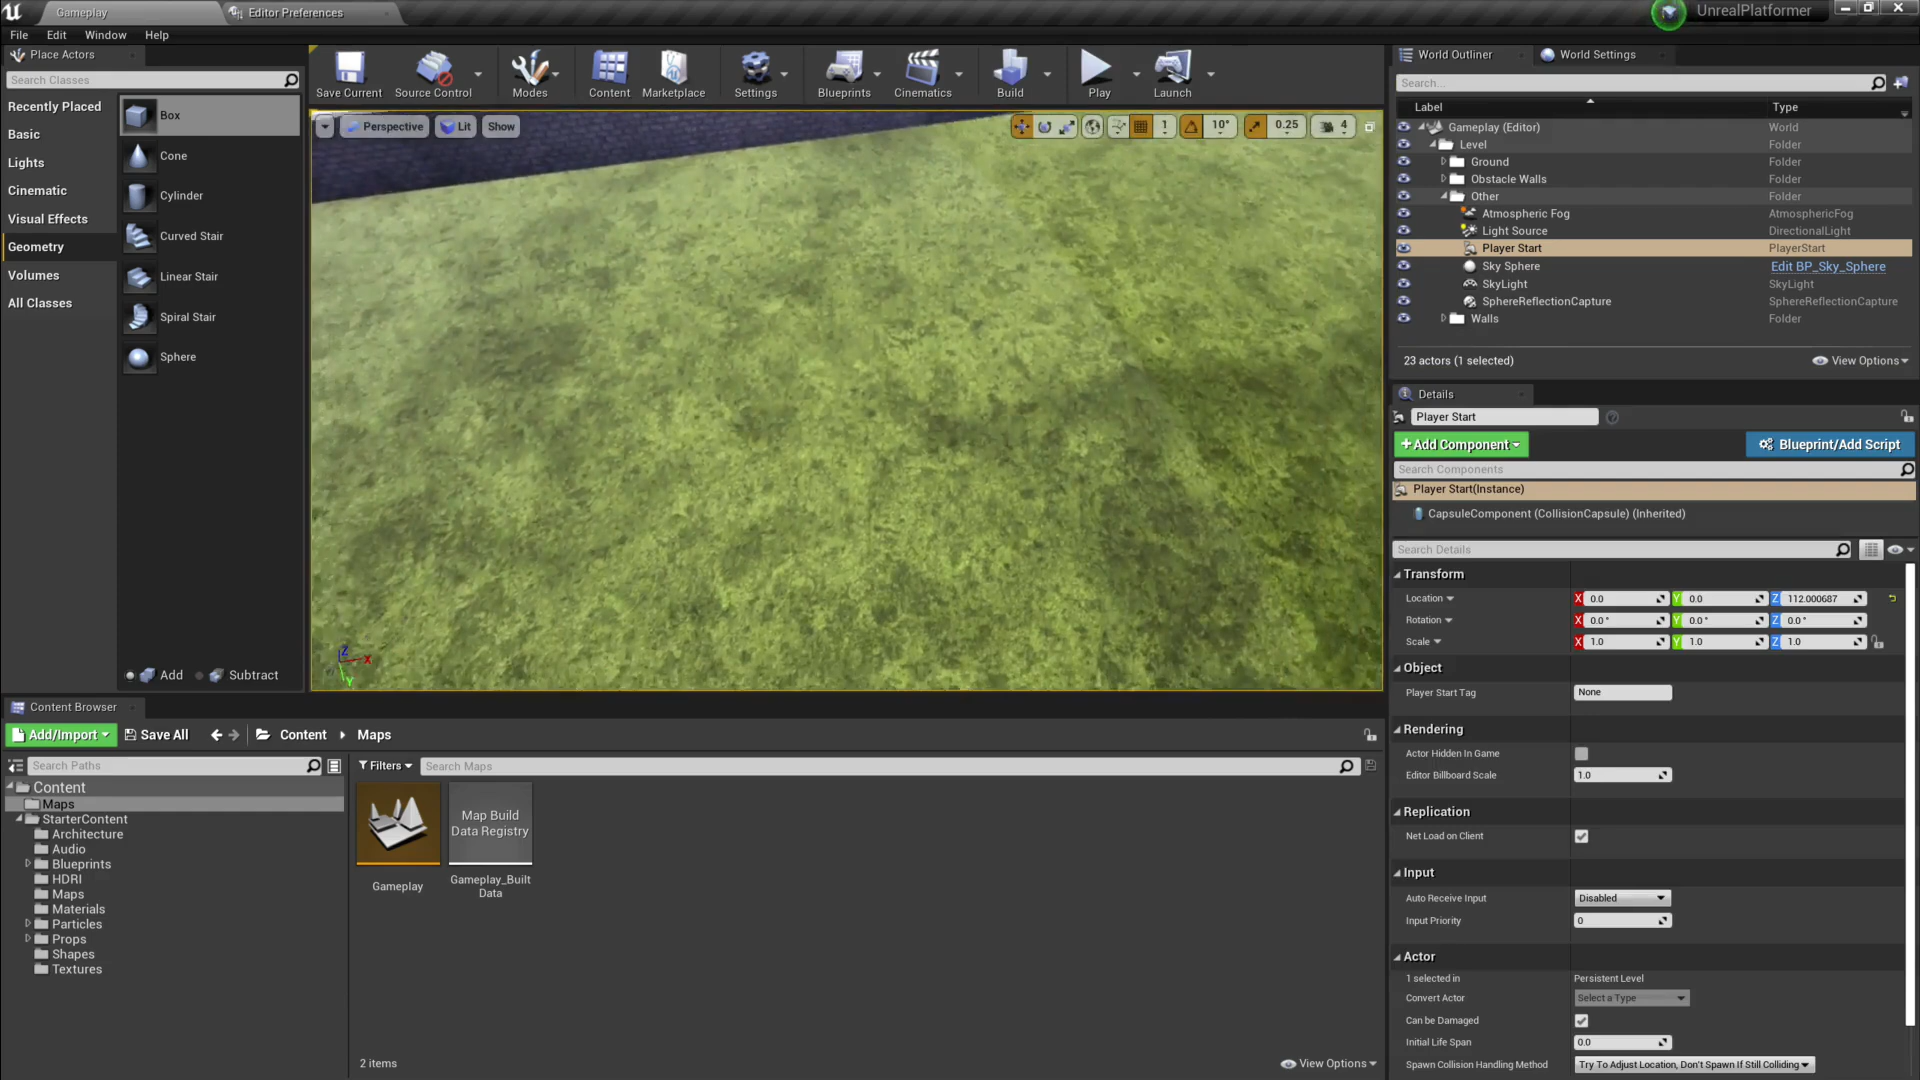 Gameplay
Editor Preferences
UnrealPlatformer
File Edit Window Help
Place Actors
Search Classes
Recently Placed
Basic
Lights
Cinematic
Visual Effects
Geometry
Volumes
All Classes
Box
Cone
Cylinder
Curved Stair
Linear Stair
Spiral Stair
Sphere
Add
Subtract
Save Current
Source Control
Modes
Content
Marketplace
Settings
Blueprints
Cinematics
Build
Play
Launch
Perspective
Lit
Show
1
10°
0.25
4
Z
X
Y
World Outliner
World Settings
Search...
Label Type
Gameplay (Editor) World
Level Folder
Ground Folder
Obstacle Walls Folder
Other Folder
Atmospheric Fog AtmosphericFog
Light Source DirectionalLight
Player Start PlayerStart
Sky Sphere Edit BP_Sky_Sphere
SkyLight SkyLight
SphereReflectionCapture SphereReflectionCapture
Walls Folder
23 actors (1 selected)
View Options
Details
Player Start
+Add Component
Blueprint/Add Script
Search Components
Player Start(Instance)
CapsuleComponent (CollisionCapsule) (Inherited)
Search Details
Transform
Location X 0.0 Y 0.0 Z 112.000687
Rotation X 0.0° Y 0.0° Z 0.0°
Scale X 1.0 Y 1.0 Z 1.0
Object
Player Start Tag None
Rendering
Actor Hidden In Game
Editor Billboard Scale 1.0
Replication
Net Load on Client
Input
Auto Receive Input Disabled
Input Priority 0
Actor
1 selected in Persistent Level
Convert Actor Select a Type
Can be Damaged
Initial Life Span 0.0
Spawn Collision Handling Method Try To Adjust Location, Don't Spawn If Still Colliding
Content Browser
Add/Import
Save All
Content
Maps
Search Paths
Filters
Search Maps
Content
Maps
StarterContent
Architecture
Audio
Blueprints
HDRI
Maps
Materials
Particles
Props
Shapes
Textures
Map Build
Data Registry
Gameplay
Gameplay_Built
Data
2 items
View Options